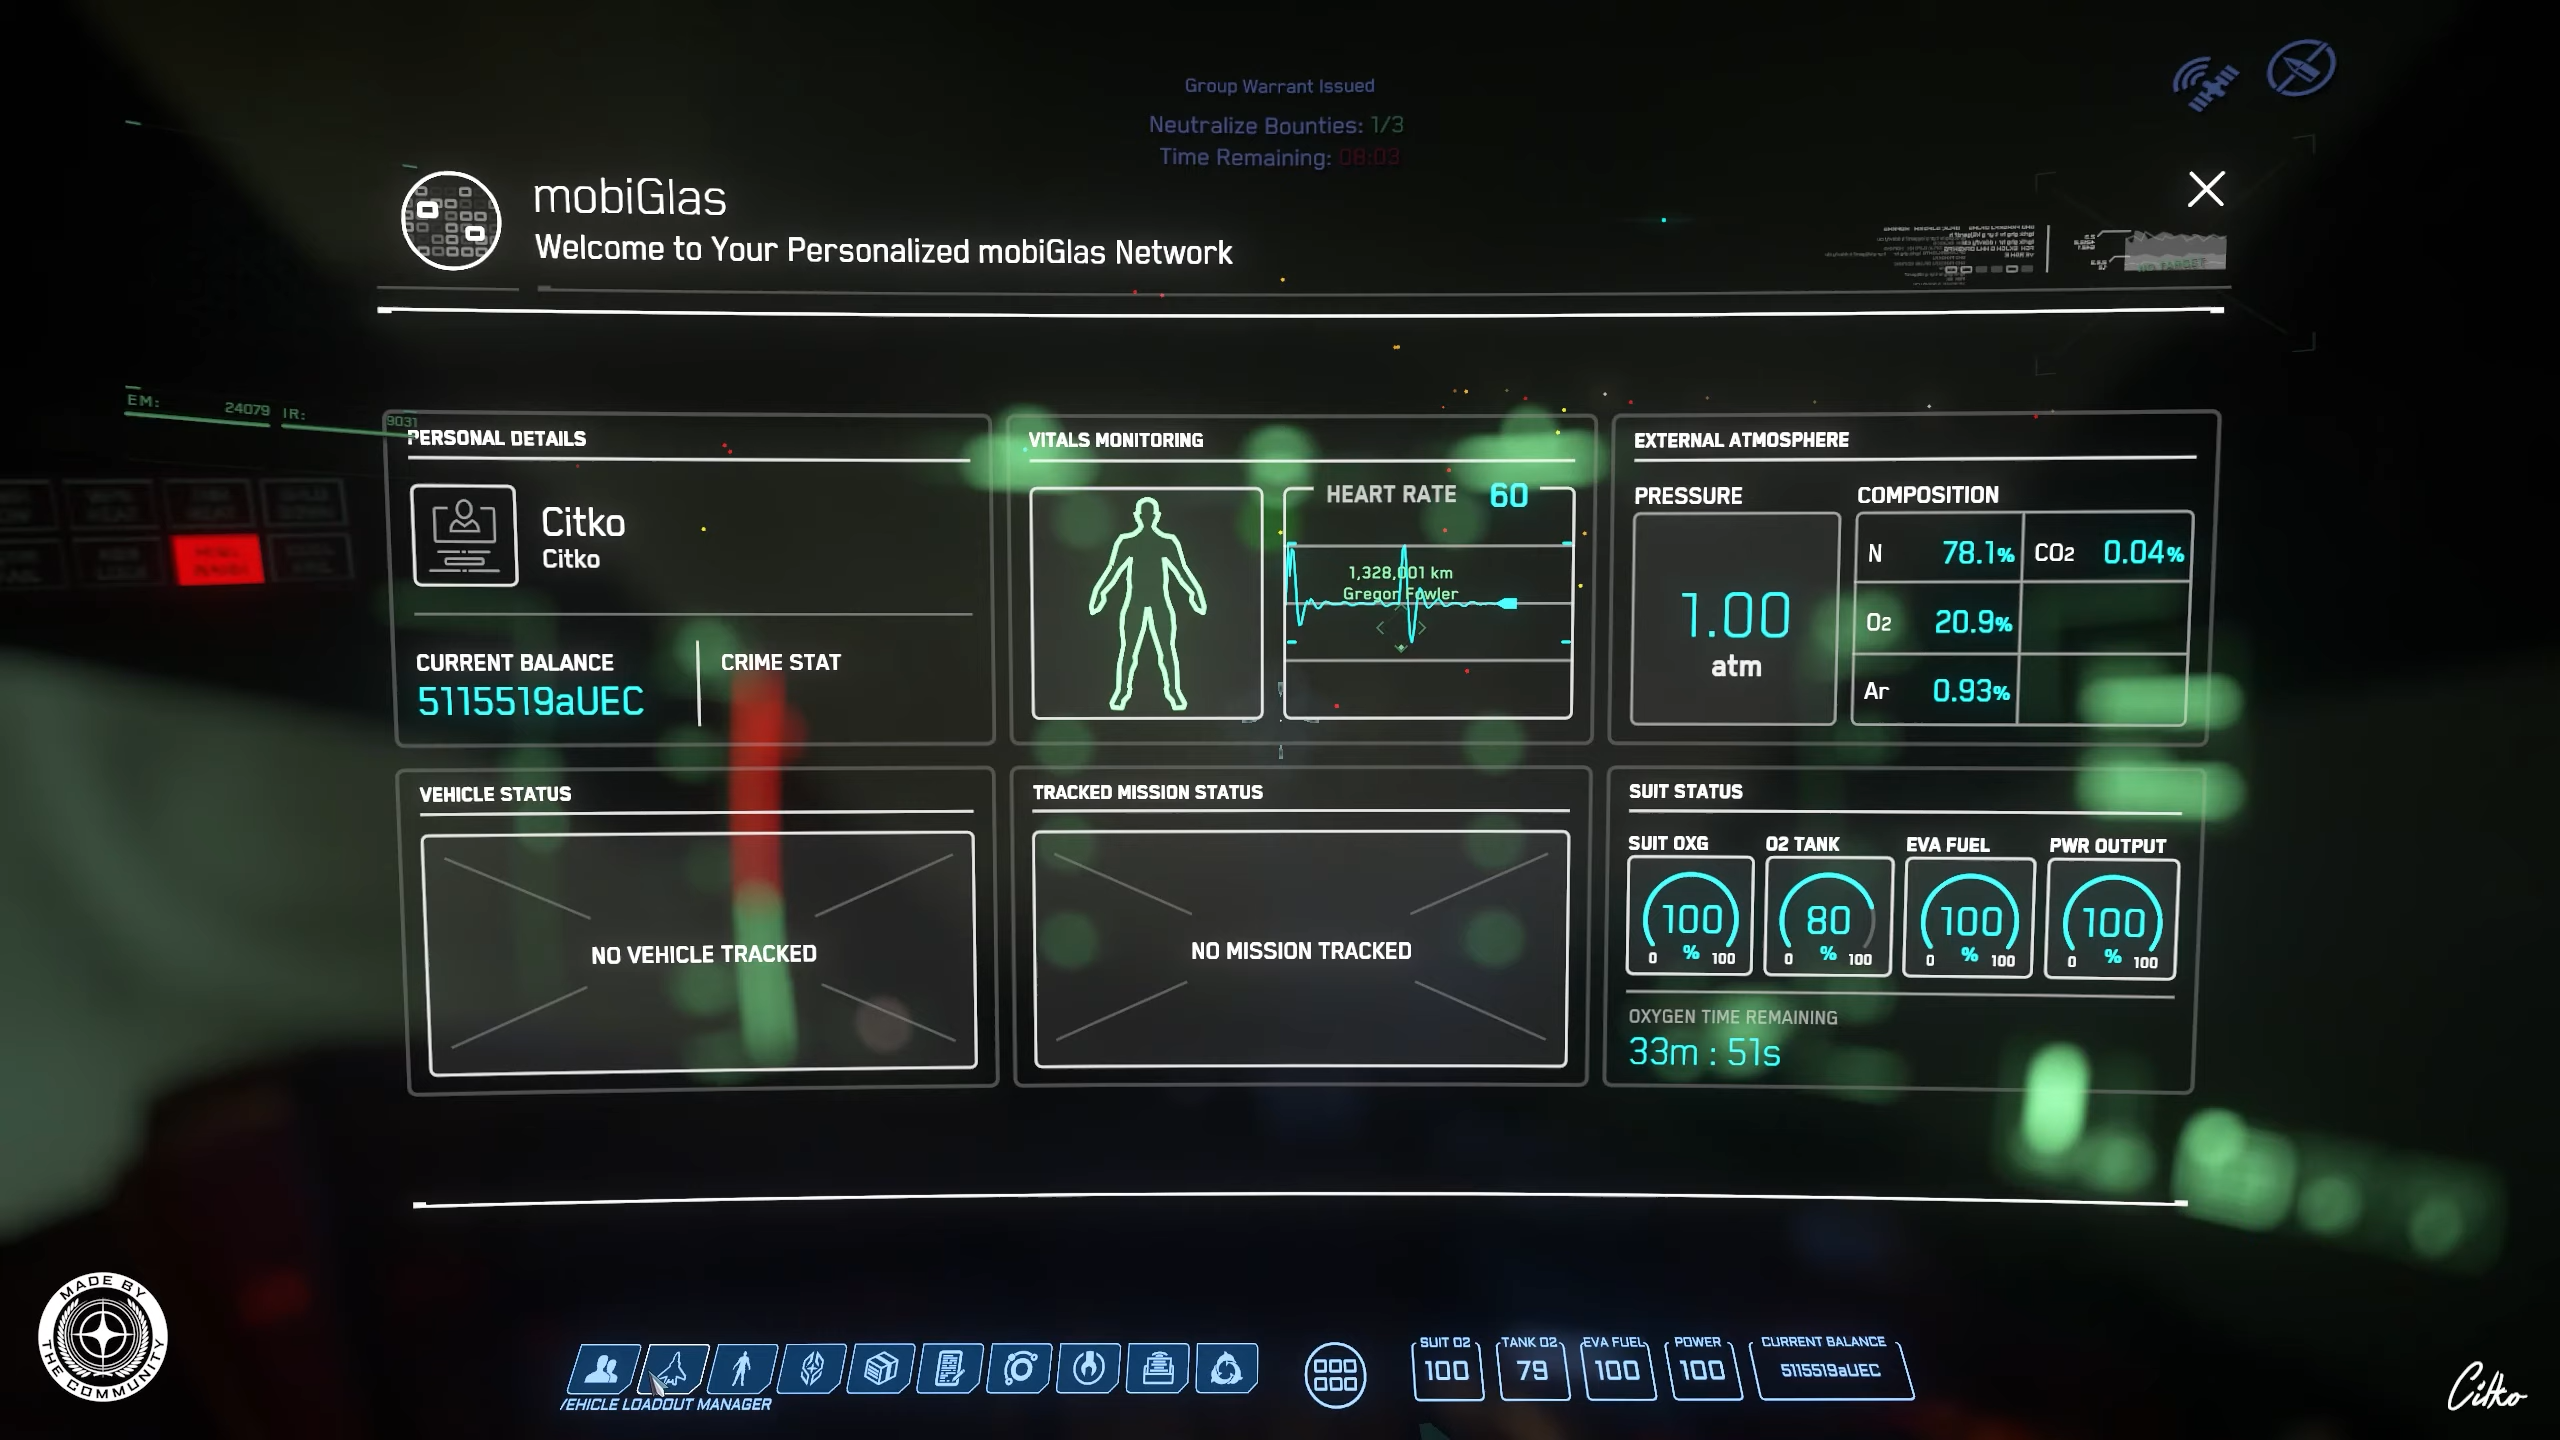 Group Warrant Issued
Neutralize Bounties: 1/3
Time Remaining: 08:03
mobiGlas
Welcome to Your Personalized mobiGlas Network
NO TARGET
EM: 24079 IR: 9031
PERSONAL DETAILS
Citko
Citko
CURRENT BALANCE
5115519aUEC
CRIME STAT
VITALS MONITORING
HEART RATE 60
1,328,001 km
Gregor Fowler
EXTERNAL ATMOSPHERE
PRESSURE
1.00
atm
COMPOSITION
N 78.1% CO2 0.04%
O2 20.9%
Ar 0.93%
VEHICLE STATUS
NO VEHICLE TRACKED
TRACKED MISSION STATUS
NO MISSION TRACKED
SUIT STATUS
SUIT OXG O2 TANK EVA FUEL PWR OUTPUT
100 80 100 100
0 % 100 0 % 100 0 % 100 0 % 100
OXYGEN TIME REMAINING
33m : 51s
MADE BY
THE COMMUNITY
VEHICLE LOADOUT MANAGER
SUIT O2 TANK O2 EVA FUEL POWER CURRENT BALANCE
100 79 100 100 5115519aUEC
Citko